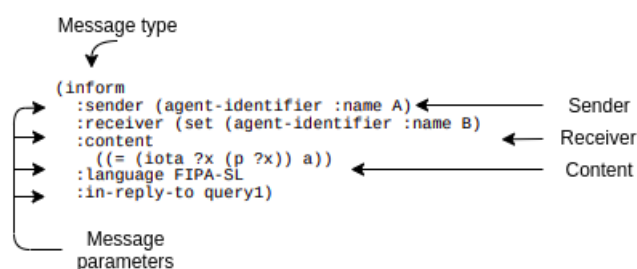 Message type
(inform
:sender (agent-identifier :name A)
:receiver (set (agent-identifier :name B)
:content
((= (iota ?x (p ?x)) a))
:language FIPA-SL
:in-reply-to query1)
Sender
Receiver
Content
Message
parameters